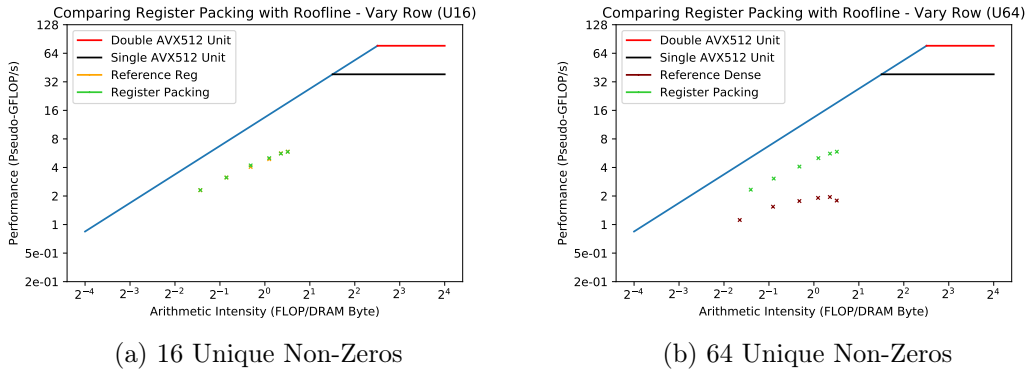 Comparing Register Packing with Roofline - Vary Row (U16)
128
64
32
16
8
4
2
1
5e-01
2e-01
Performance (Pseudo-GFLOP/s)
Double AVX512 Unit
Single AVX512 Unit
Reference Reg
Register Packing
2^-4 2^-3 2^-2 2^-1 2^0 2^1 2^2 2^3 2^4
Arithmetic Intensity (FLOP/DRAM Byte)
(a) 16 Unique Non-Zeros
Comparing Register Packing with Roofline - Vary Row (U64)
128
64
32
16
8
4
2
1
5e-01
2e-01
Performance (Pseudo-GFLOP/s)
Double AVX512 Unit
Single AVX512 Unit
Reference Dense
Register Packing
2^-4 2^-3 2^-2 2^-1 2^0 2^1 2^2 2^3 2^4
Arithmetic Intensity (FLOP/DRAM Byte)
(b) 64 Unique Non-Zeros